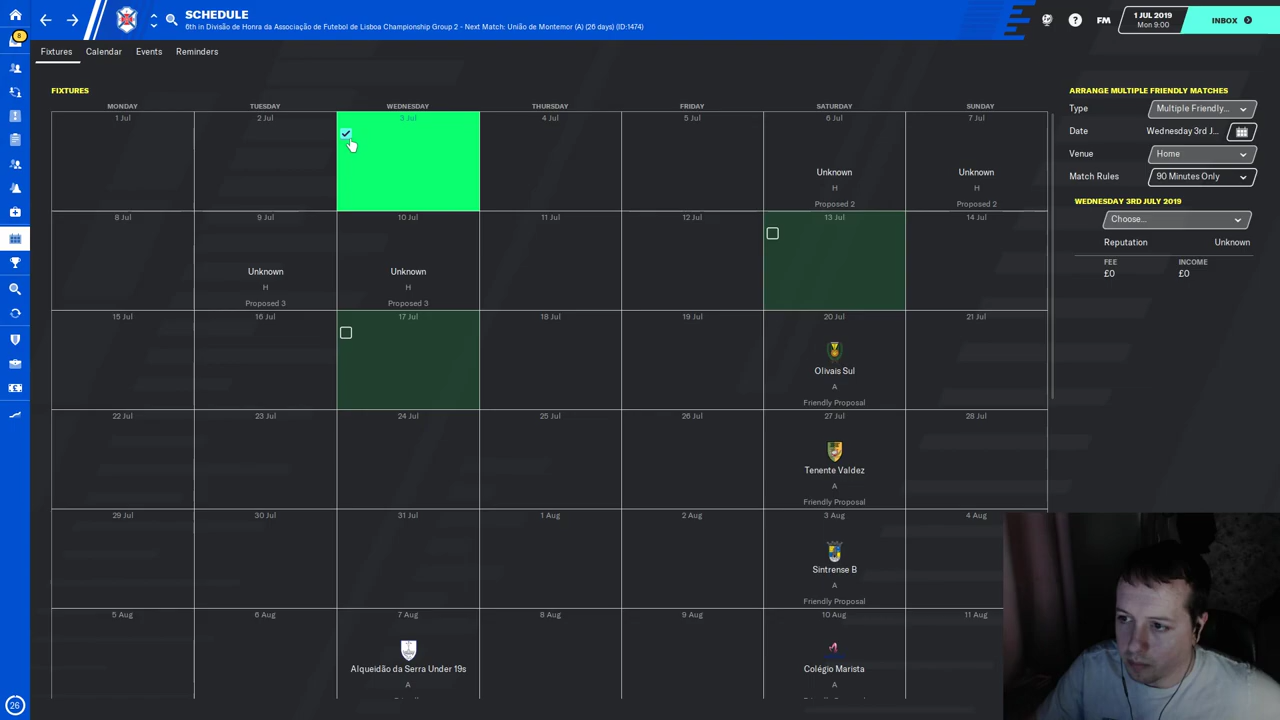 SCHEDULE
6th in Divisão de Honra da Associação de Futebol de Lisboa Championship Group 2 - Next Match: União de Montemor (A) (26 days) (ID:1474)
FM
1 JUL 2019
Mon 9:00
INBOX
8
Fixtures
Calendar
Events
Reminders
FIXTURES
MONDAY
TUESDAY
WEDNESDAY
THURSDAY
FRIDAY
SATURDAY
SUNDAY
1 Jul
2 Jul
3 Jul
4 Jul
5 Jul
6 Jul
7 Jul
Unknown
H
Proposed 2
Unknown
H
Proposed 2
8 Jul
9 Jul
10 Jul
11 Jul
12 Jul
13 Jul
14 Jul
Unknown
H
Proposed 3
Unknown
H
Proposed 3
15 Jul
16 Jul
17 Jul
18 Jul
19 Jul
20 Jul
21 Jul
Olivais Sul
A
Friendly Proposal
22 Jul
23 Jul
24 Jul
25 Jul
26 Jul
27 Jul
28 Jul
Tenente Valdez
A
Friendly Proposal
29 Jul
30 Jul
31 Jul
1 Aug
2 Aug
3 Aug
4 Aug
Sintrense B
A
Friendly Proposal
5 Aug
6 Aug
7 Aug
8 Aug
9 Aug
10 Aug
11 Aug
Alqueidão da Serra Under 19s
A
Colégio Marista
A
ARRANGE MULTIPLE FRIENDLY MATCHES
Type
Multiple Friendly...
Date
Wednesday 3rd J...
Venue
Home
Match Rules
90 Minutes Only
WEDNESDAY 3RD JULY 2019
Choose...
Reputation
Unknown
FEE
INCOME
£0
£0
26